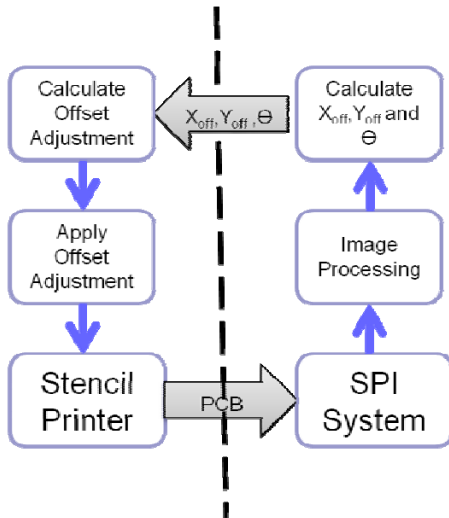 Calculate
Offset
Adjustment
Xoff,Yoff,Θ
Calculate
Xoff,Yoff and
Θ
Apply
Offset
Adjustment
Image
Processing
Stencil
Printer
PCB
SPI
System